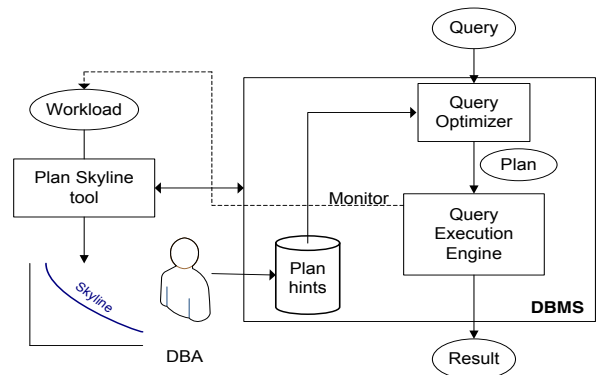 Query
Workload
Query
Optimizer
Plan
Plan Skyline
tool
Monitor
Query
Execution
Engine
Plan
hints
Skyline
DBMS
DBA
Result